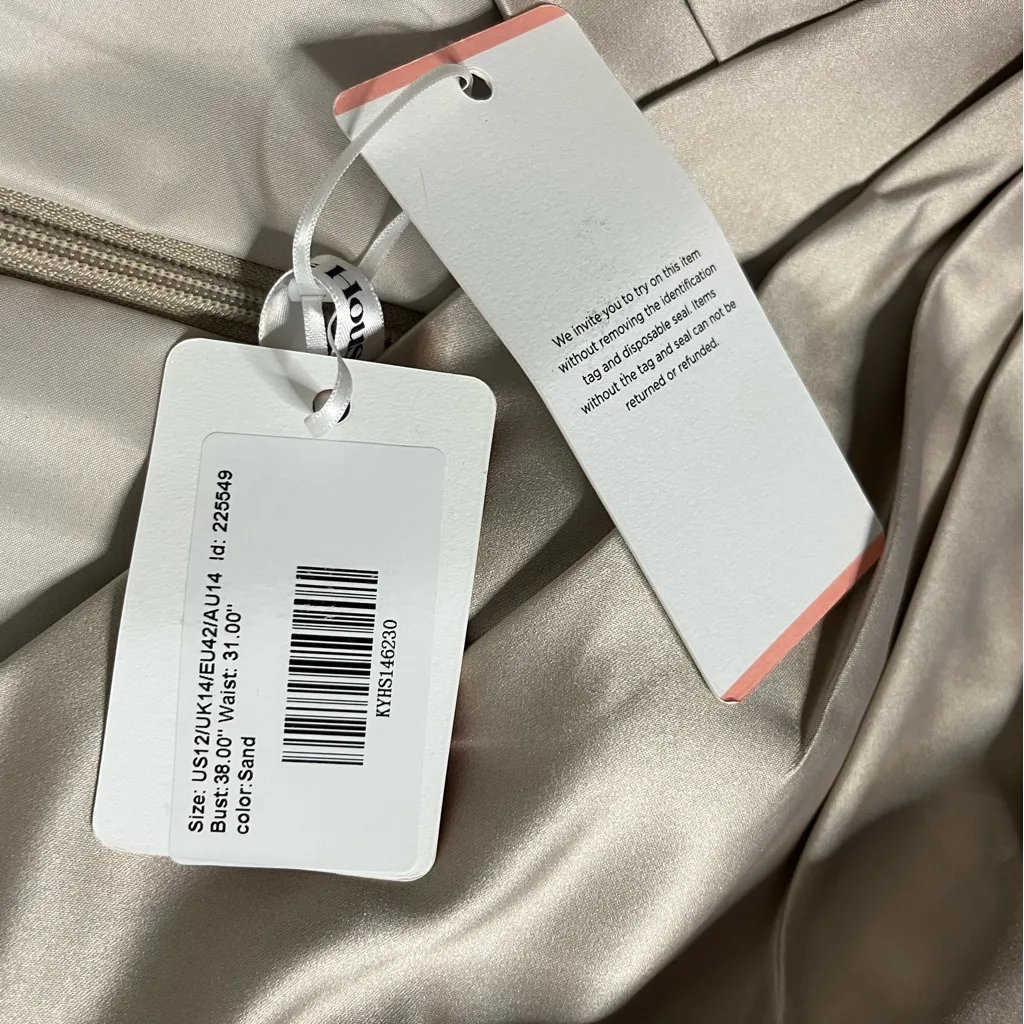 We invite you to try on this item
without removing the identification
tag and disposable seal. Items
without the tag and seal can not be
returned or refunded.
Size: US12/UK14/EU42/AU14 Id: 225549
Bust:38.00" Waist: 31.00"
color:Sand
KYHS146230